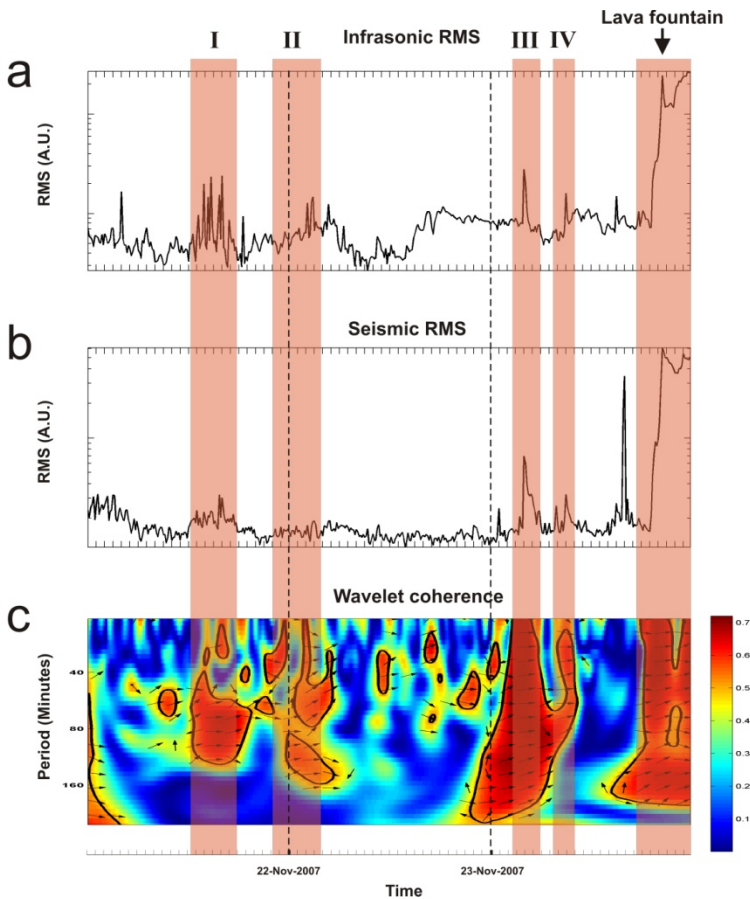 Lava fountain
I II Infrasonic RMS III IV
a
RMS (A.U.)
Seismic RMS
b
RMS (A.U.)
Wavelet coherence
c
Period (Minutes)
40
80
160
0.7
0.6
0.5
0.4
0.3
0.2
0.1
22-Nov-2007 23-Nov-2007
Time